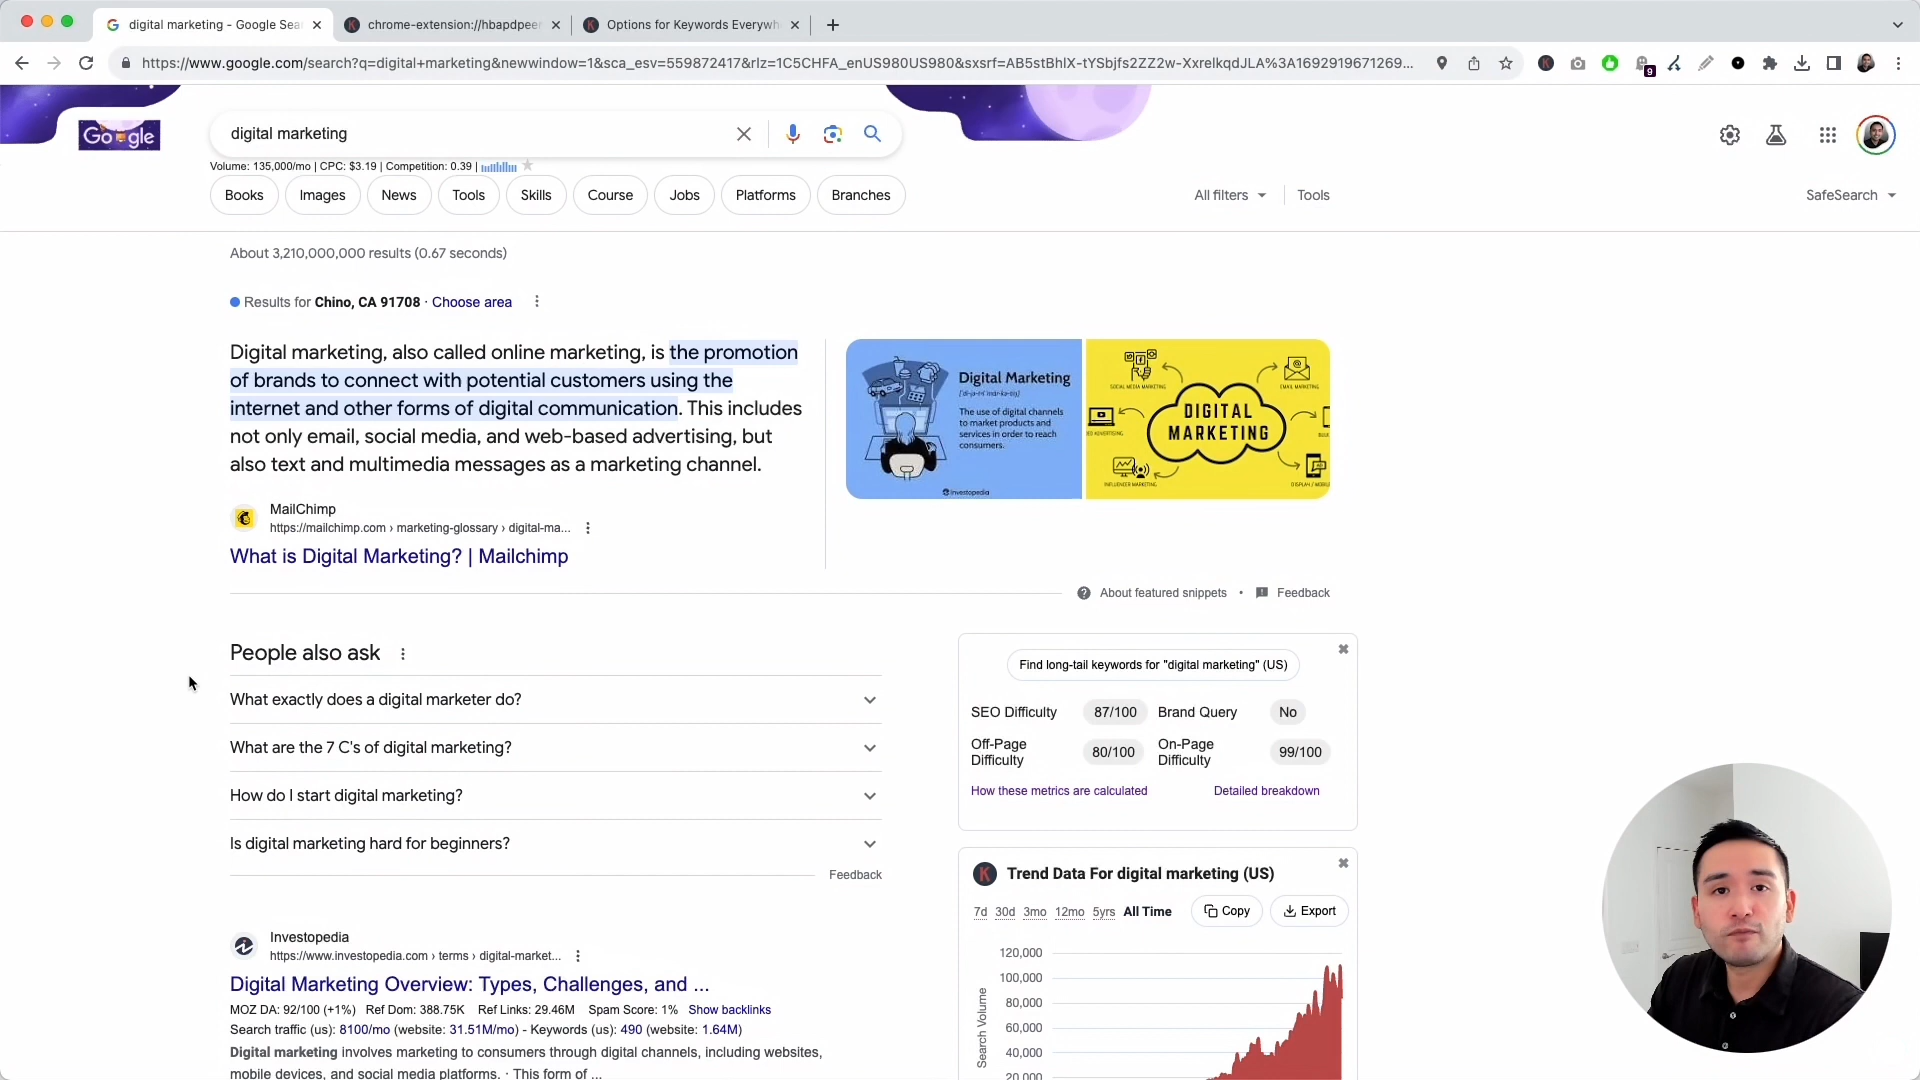 digital marketing - Google Sea
chrome-extension://hbapdpeer
Options for Keywords Everywh
https://www.google.com/search?q=digital+marketing&newwindow=1&sca_esv=559872417&rlz=1C5CHFA_enUS980US980&sxsrf=AB5stBhlX-tYSbjfs2ZZ2w-XxrelkqdJLA%3A1692919671269...
9
Google
digital marketing
Volume: 135,000/mo | CPC: $3.19 | Competition: 0.39 |
Books
Images
News
Tools
Skills
Course
Jobs
Platforms
Branches
All filters
Tools
SafeSearch
About 3,210,000,000 results (0.67 seconds)
Results for Chino, CA 91708 · Choose area
Digital marketing, also called online marketing, is the promotion
of brands to connect with potential customers using the
internet and other forms of digital communication. This includes
not only email, social media, and web-based advertising, but
also text and multimedia messages as a marketing channel.
Digital Marketing
The use of digital channels
to market products and
services in order to reach
consumers.
Investopedia
SOCIAL MEDIA MARKETING
EMAIL MARKETING
DIGITAL
MARKETING
INFLUENCER MARKETING
MailChimp
https://mailchimp.com › marketing-glossary › digital-ma...
What is Digital Marketing? | Mailchimp
About featured snippets • Feedback
People also ask
What exactly does a digital marketer do?
What are the 7 C's of digital marketing?
How do I start digital marketing?
Is digital marketing hard for beginners?
Feedback
Find long-tail keywords for "digital marketing" (US)
SEO Difficulty
87/100
Brand Query
No
Off-Page
Difficulty
80/100
On-Page
Difficulty
99/100
How these metrics are calculated
Detailed breakdown
K
Trend Data For digital marketing (US)
7d 30d 3mo 12mo 5yrs All Time
Copy
Export
120,000
100,000
80,000
60,000
40,000
20,000
Search Volume
Investopedia
https://www.investopedia.com › terms › digital-market...
Digital Marketing Overview: Types, Challenges, and ...
MOZ DA: 92/100 (+1%) Ref Dom: 388.75K Ref Links: 29.46M Spam Score: 1% Show backlinks
Search traffic (us): 8100/mo (website: 31.51M/mo) - Keywords (us): 490 (website: 1.64M)
Digital marketing involves marketing to consumers through digital channels, including websites,
mobile devices, and social media platforms. · This form of ...